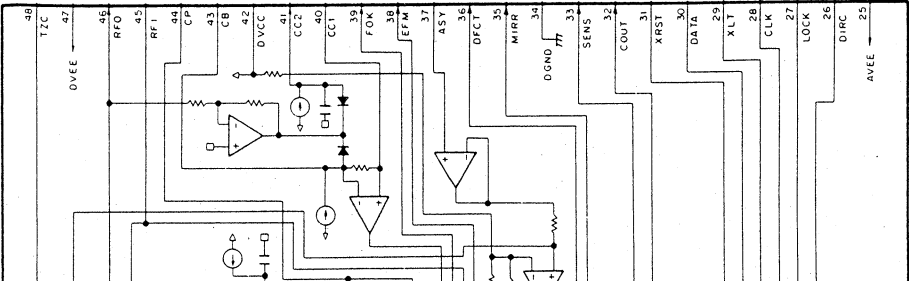 48 TZC
47 DVEE
46 RFO
45 RFI
44 CP
43 CB
42 DVCC
41 CC2
40 CC1
39 FOK
38 EFM
37 ASY
36 DFCT
35 MIRR
34 DGND
33 SENS
32 COUT
31 XRST
30 DATA
29 XLT
28 CLK
27 LOCK
26 DIRC
25 AVEE
- +
- +
+ -
- +